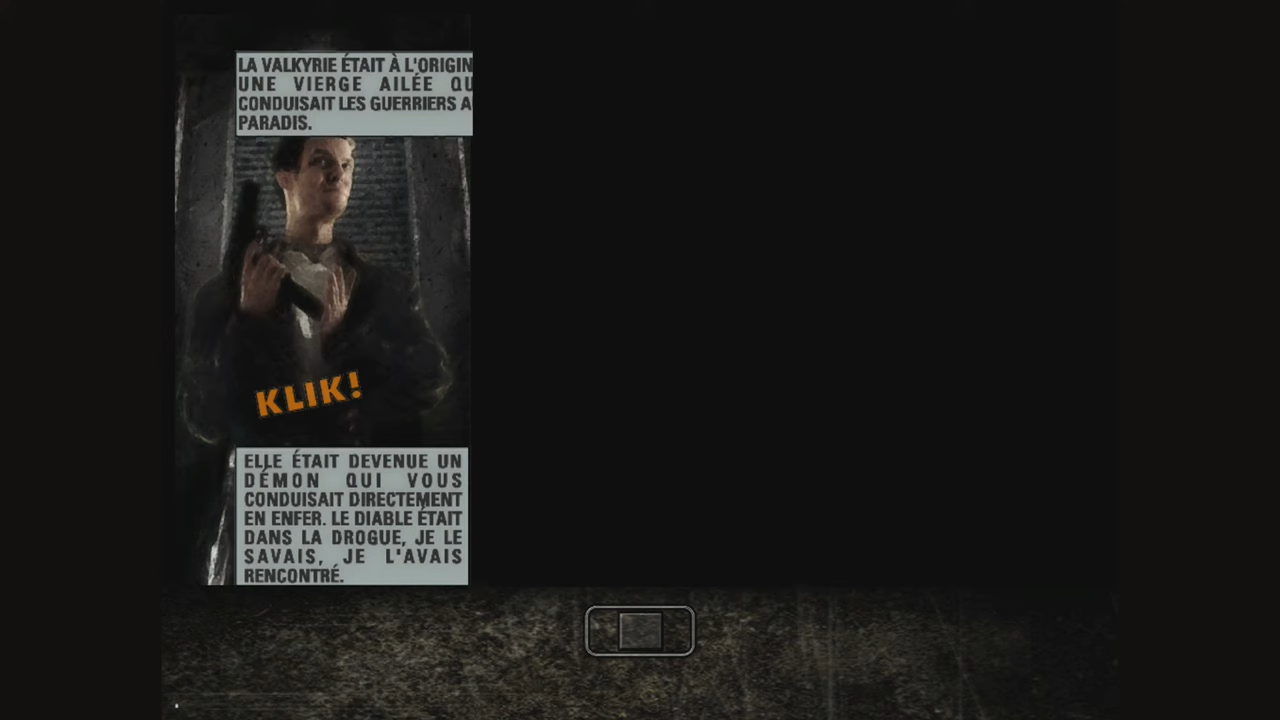 LA VALKYRIE ÉTAIT À L'ORIGIN
UNE VIERGE AILÉE QU
CONDUISAIT LES GUERRIERS A
PARADIS.
KLIK!
ELLE ÉTAIT DEVENUE UN
DÉMON QUI VOUS
CONDUISAIT DIRECTEMENT
EN ENFER. LE DIABLE ÉTAIT
DANS LA DROGUE, JE LE
SAVAIS, JE L'AVAIS
RENCONTRÉ.